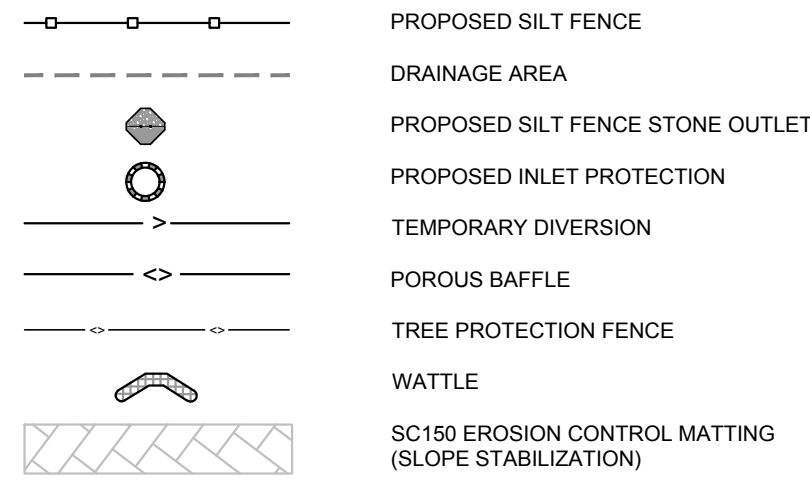 PROPOSED SILT FENCE
DRAINAGE AREA
PROPOSED SILT FENCE STONE OUTLET
PROPOSED INLET PROTECTION
> TEMPORARY DIVERSION
<> POROUS BAFFLE
<> <> TREE PROTECTION FENCE
WATTLE
SC150 EROSION CONTROL MATTING
(SLOPE STABILIZATION)